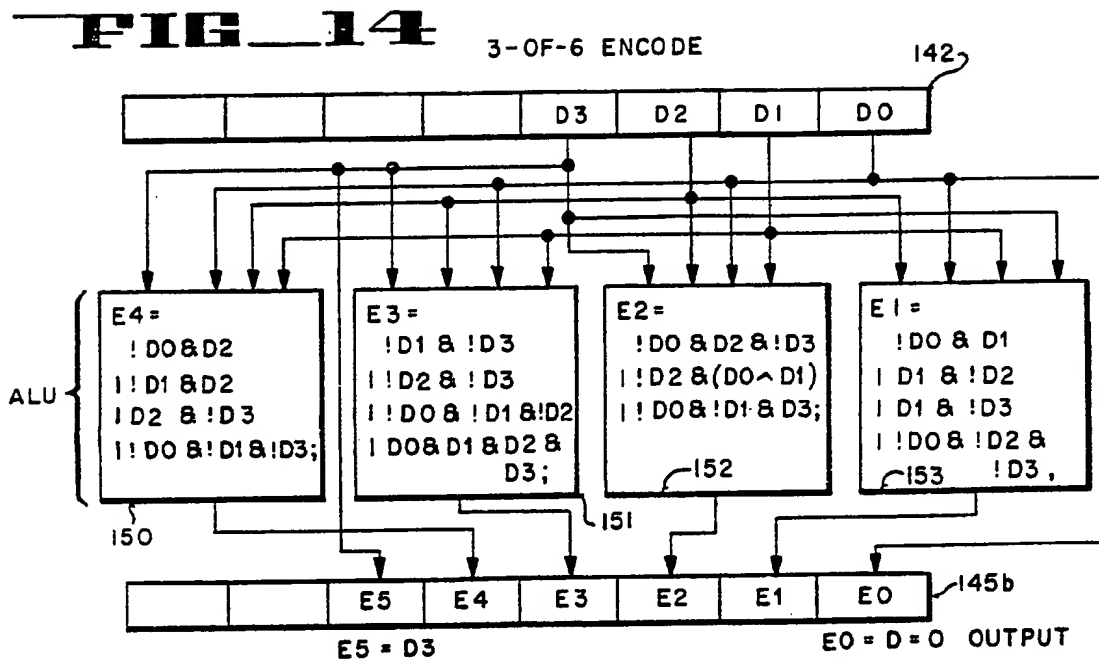 FIG_14
3-OF-6 ENCODE
142
D3 D2 D1 D0
ALU
E4=
!D0&D2
|!D1&D2
|D2 & !D3
|!D0&!D1&!D3;
150
E3=
!D1 & !D3
|!D2 & !D3
|!D0&!D1&!D2
|D0&D1&D2&
D3;
151
E2=
!D0&D2&!D3
|!D2&(D0^D1)
|!D0&!D1&D3;
152
E1=
!D0 & D1
|D1 & !D2
|D1 & !D3
|!D0&!D2&
!D3,
153
E5 E4 E3 E2 E1 E0
145b
E5 = D3
E0 = D=0 OUTPUT